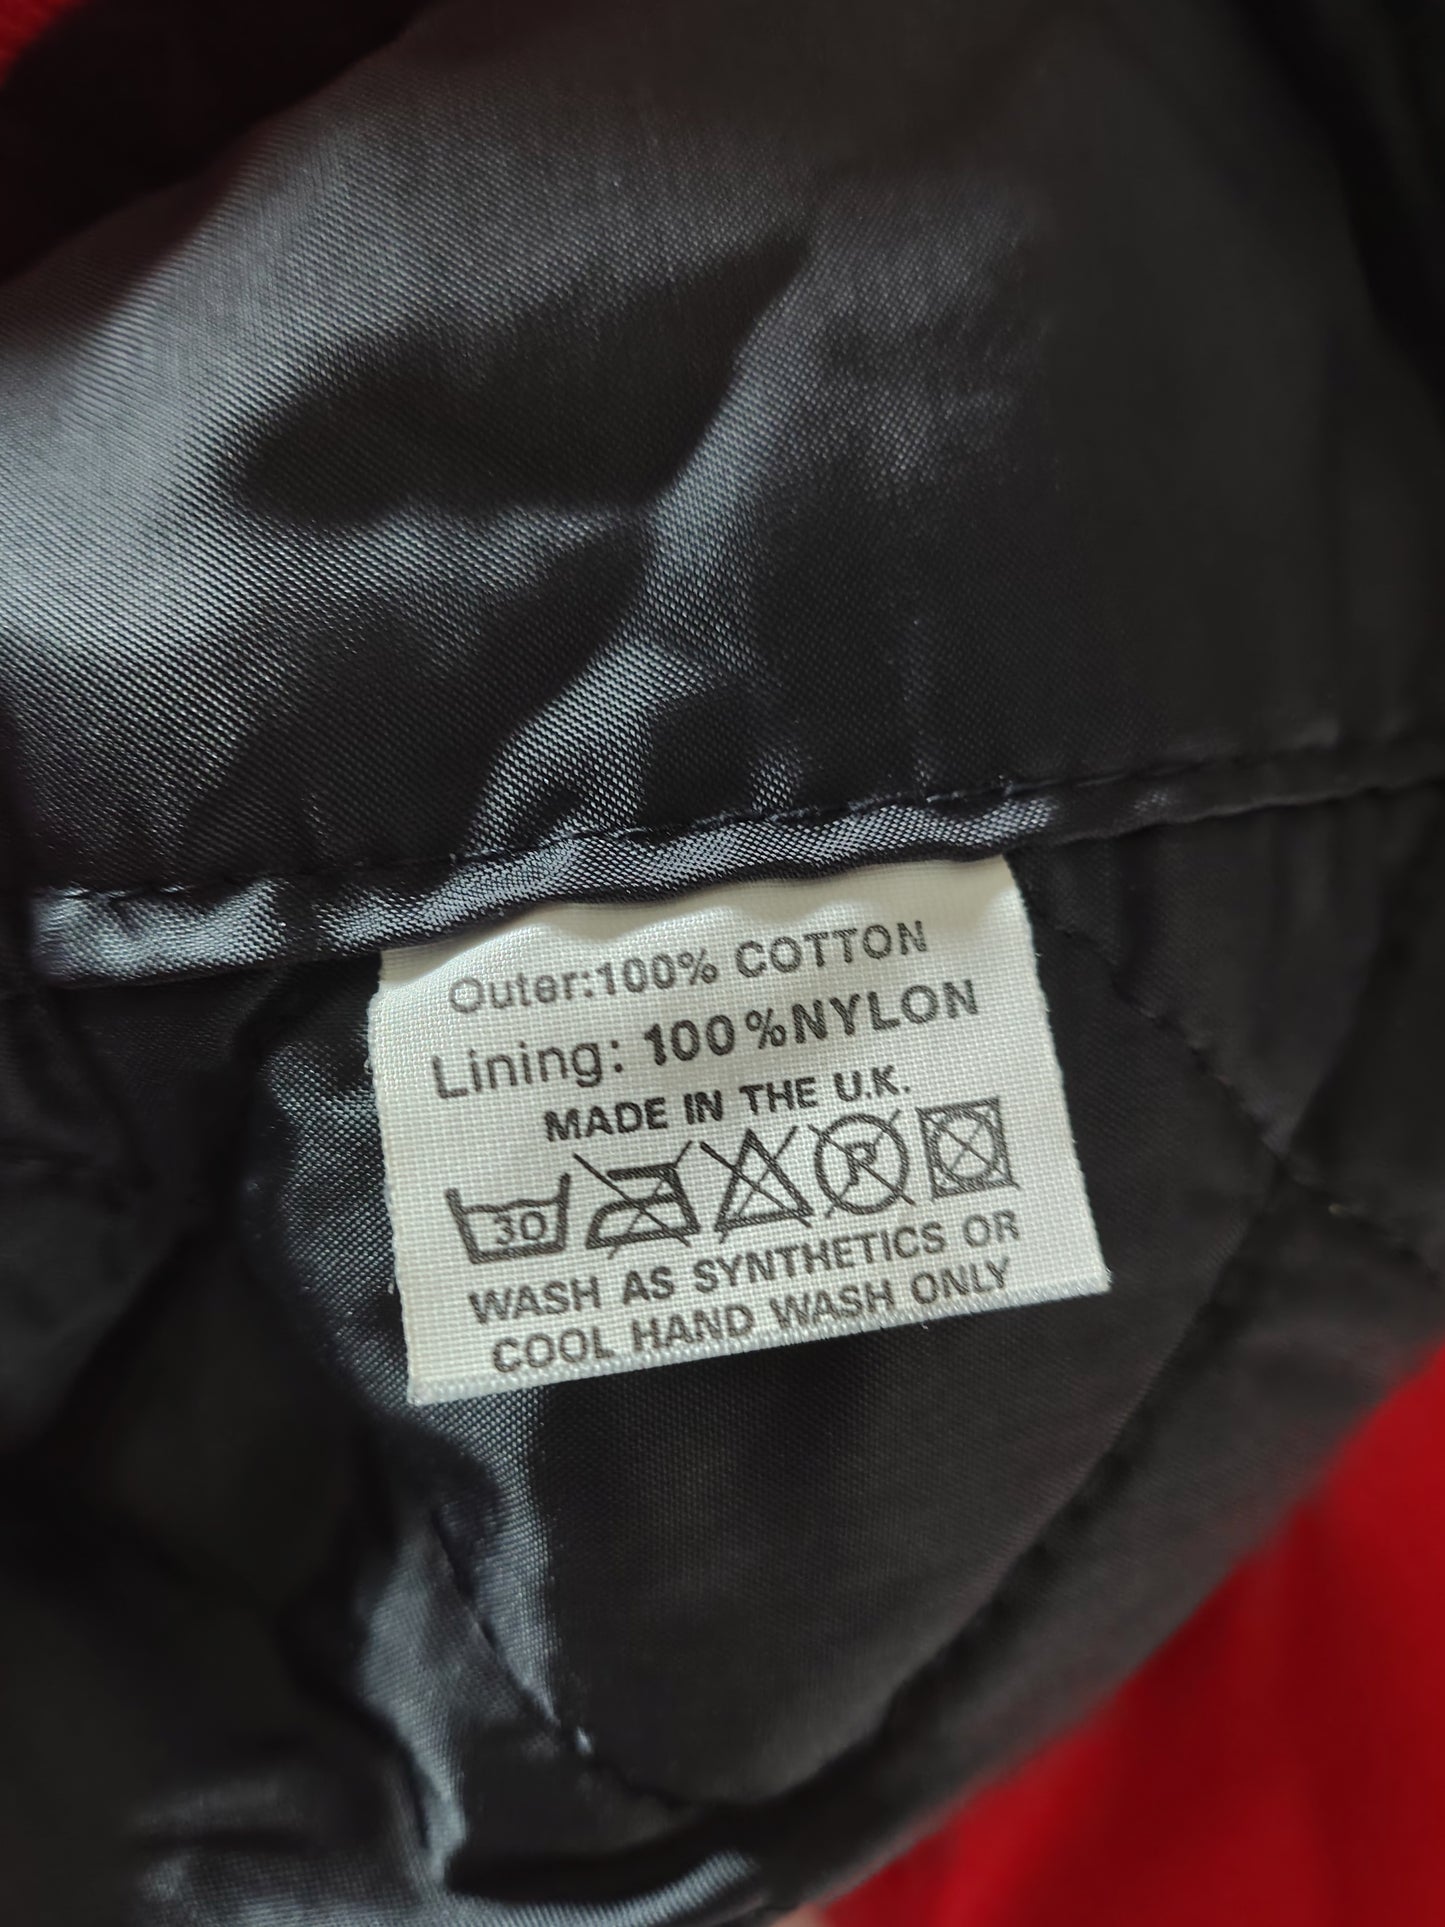 Outer:100% COTTON
Lining: 100%NYLON
MADE IN THE U.K.
30 P
WASH AS SYNTHETICS OR
COOL HAND WASH ONLY